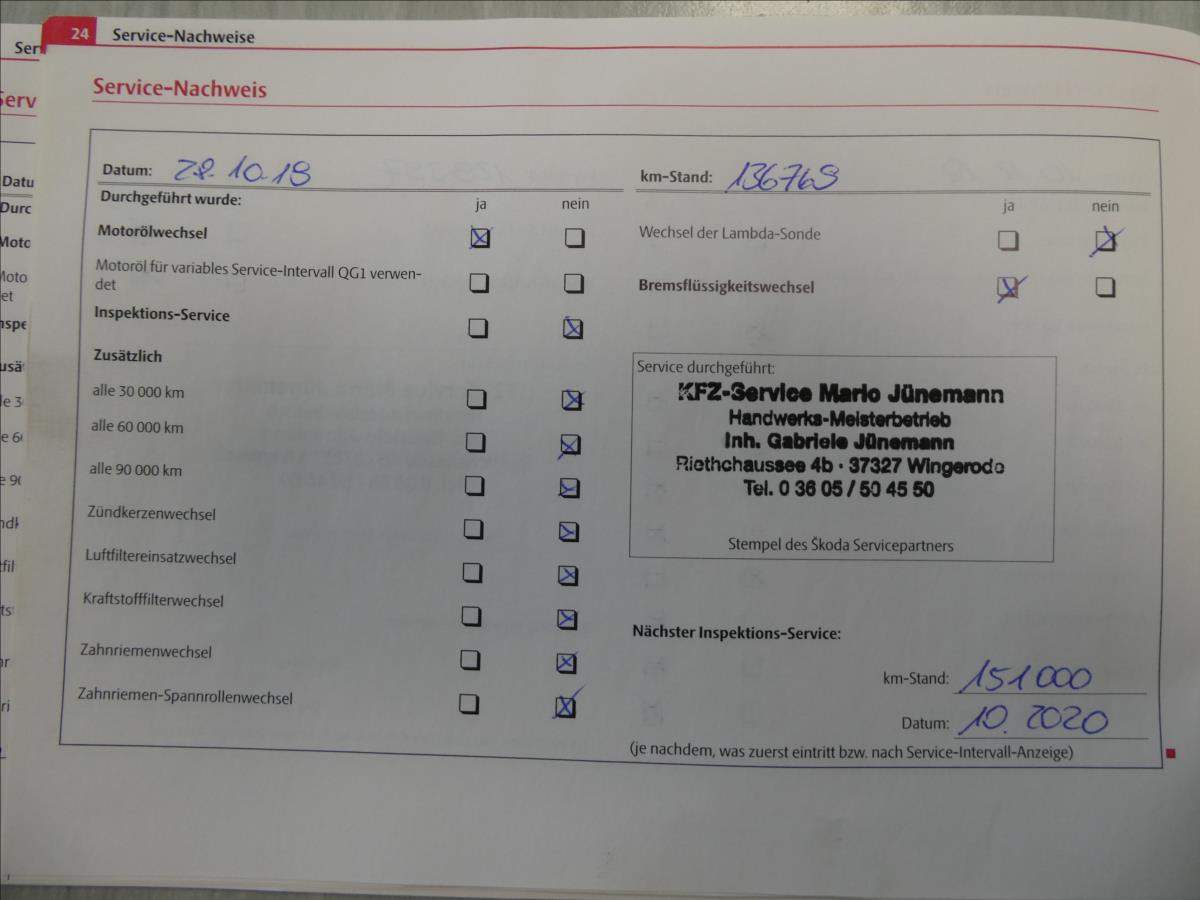 24 Service-Nachweise
Service-Nachweis
Datum: 28.10.19
km-Stand: 136769
Durchgeführt wurde:
ja nein
ja nein
Motorölwechsel
Wechsel der Lambda-Sonde
Motoröl für variables Service-Intervall QG1 verwen-
det
Bremsflüssigkeitswechsel
Inspektions-Service
Zusätzlich
alle 30 000 km
alle 60 000 km
alle 90 000 km
Zündkerzenwechsel
Luftfiltereinsatzwechsel
Kraftstofffilterwechsel
Zahnriemenwechsel
Zahnriemen-Spannrollenwechsel
Service durchgeführt:
KFZ-Service Mario Jünemann
Handwerks-Meisterbetrieb
Inh. Gabriele Jünemann
Riethchaussee 4b · 37327 Wingerode
Tel. 0 36 05 / 50 45 50
Stempel des Škoda Servicepartners
Nächster Inspektions-Service:
km-Stand: 151000
Datum: 10. 2020
(je nachdem, was zuerst eintritt bzw. nach Service-Intervall-Anzeige)